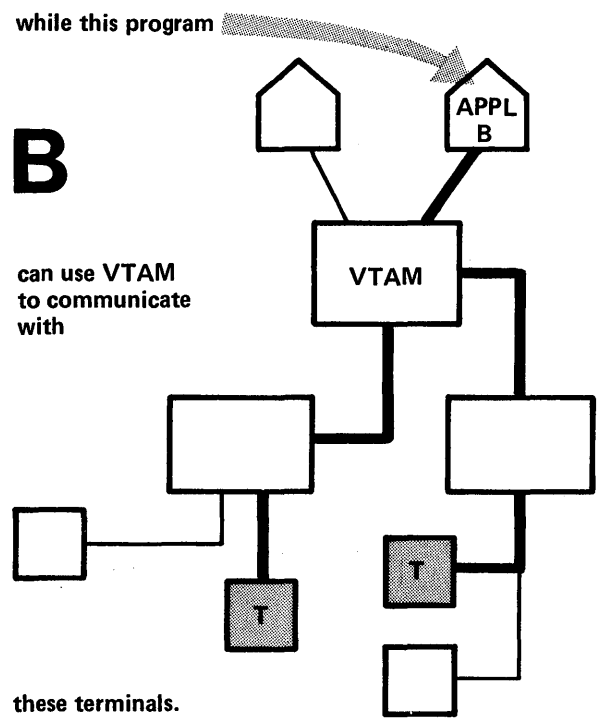 while this program
APPL
B
B
can use VTAM
to communicate
with
VTAM
T
T
these terminals.